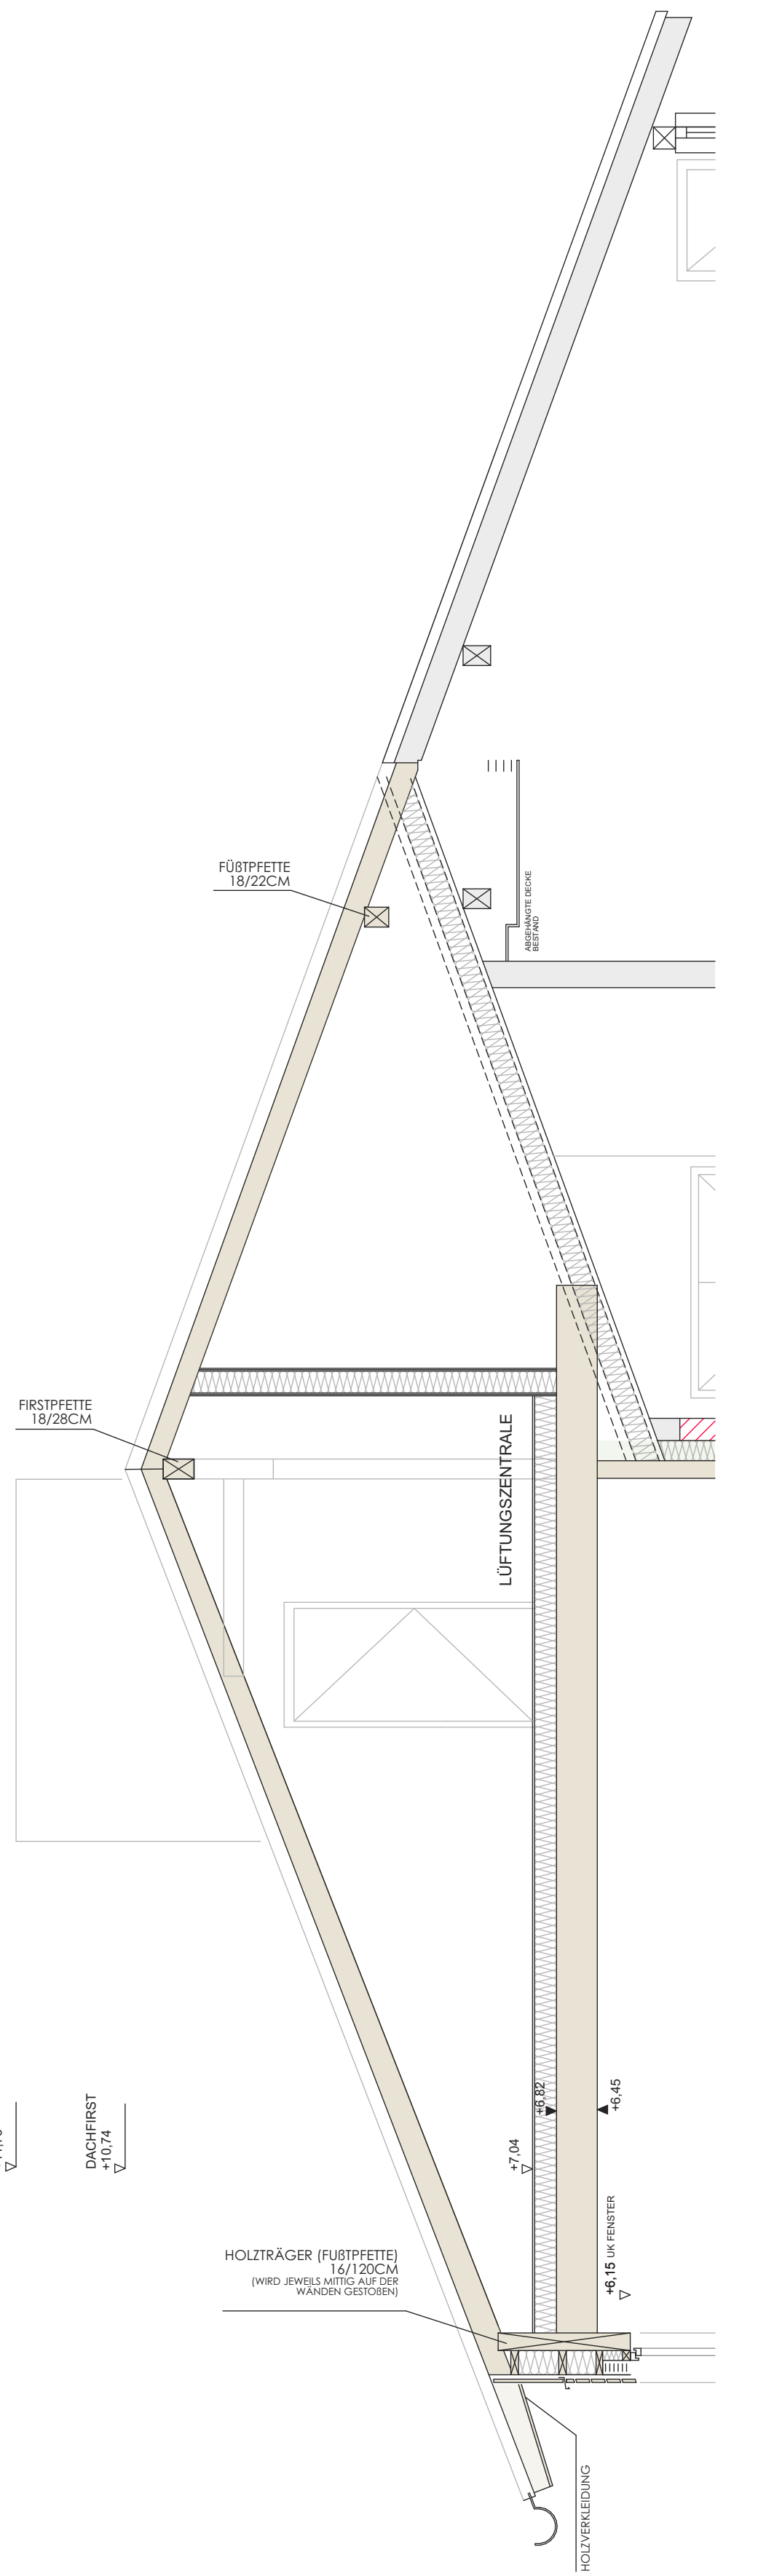 FÜßTPFETTE
18/22CM
ABGEHÄNGTE DECKE
BESTAND
FIRSTPFETTE
18/28CM
LÜFTUNGSZENTRALE
DACHFIRST
+10,74
+6,82
+6,45
+7,04
+6,15 UK FENSTER
HOLZTRÄGER (FUßTPFETTE)
16/120CM
(WIRD JEWEILS MITTIG AUF DER
WÄNDEN GESTOßEN)
HOLZVERKLEIDUNG